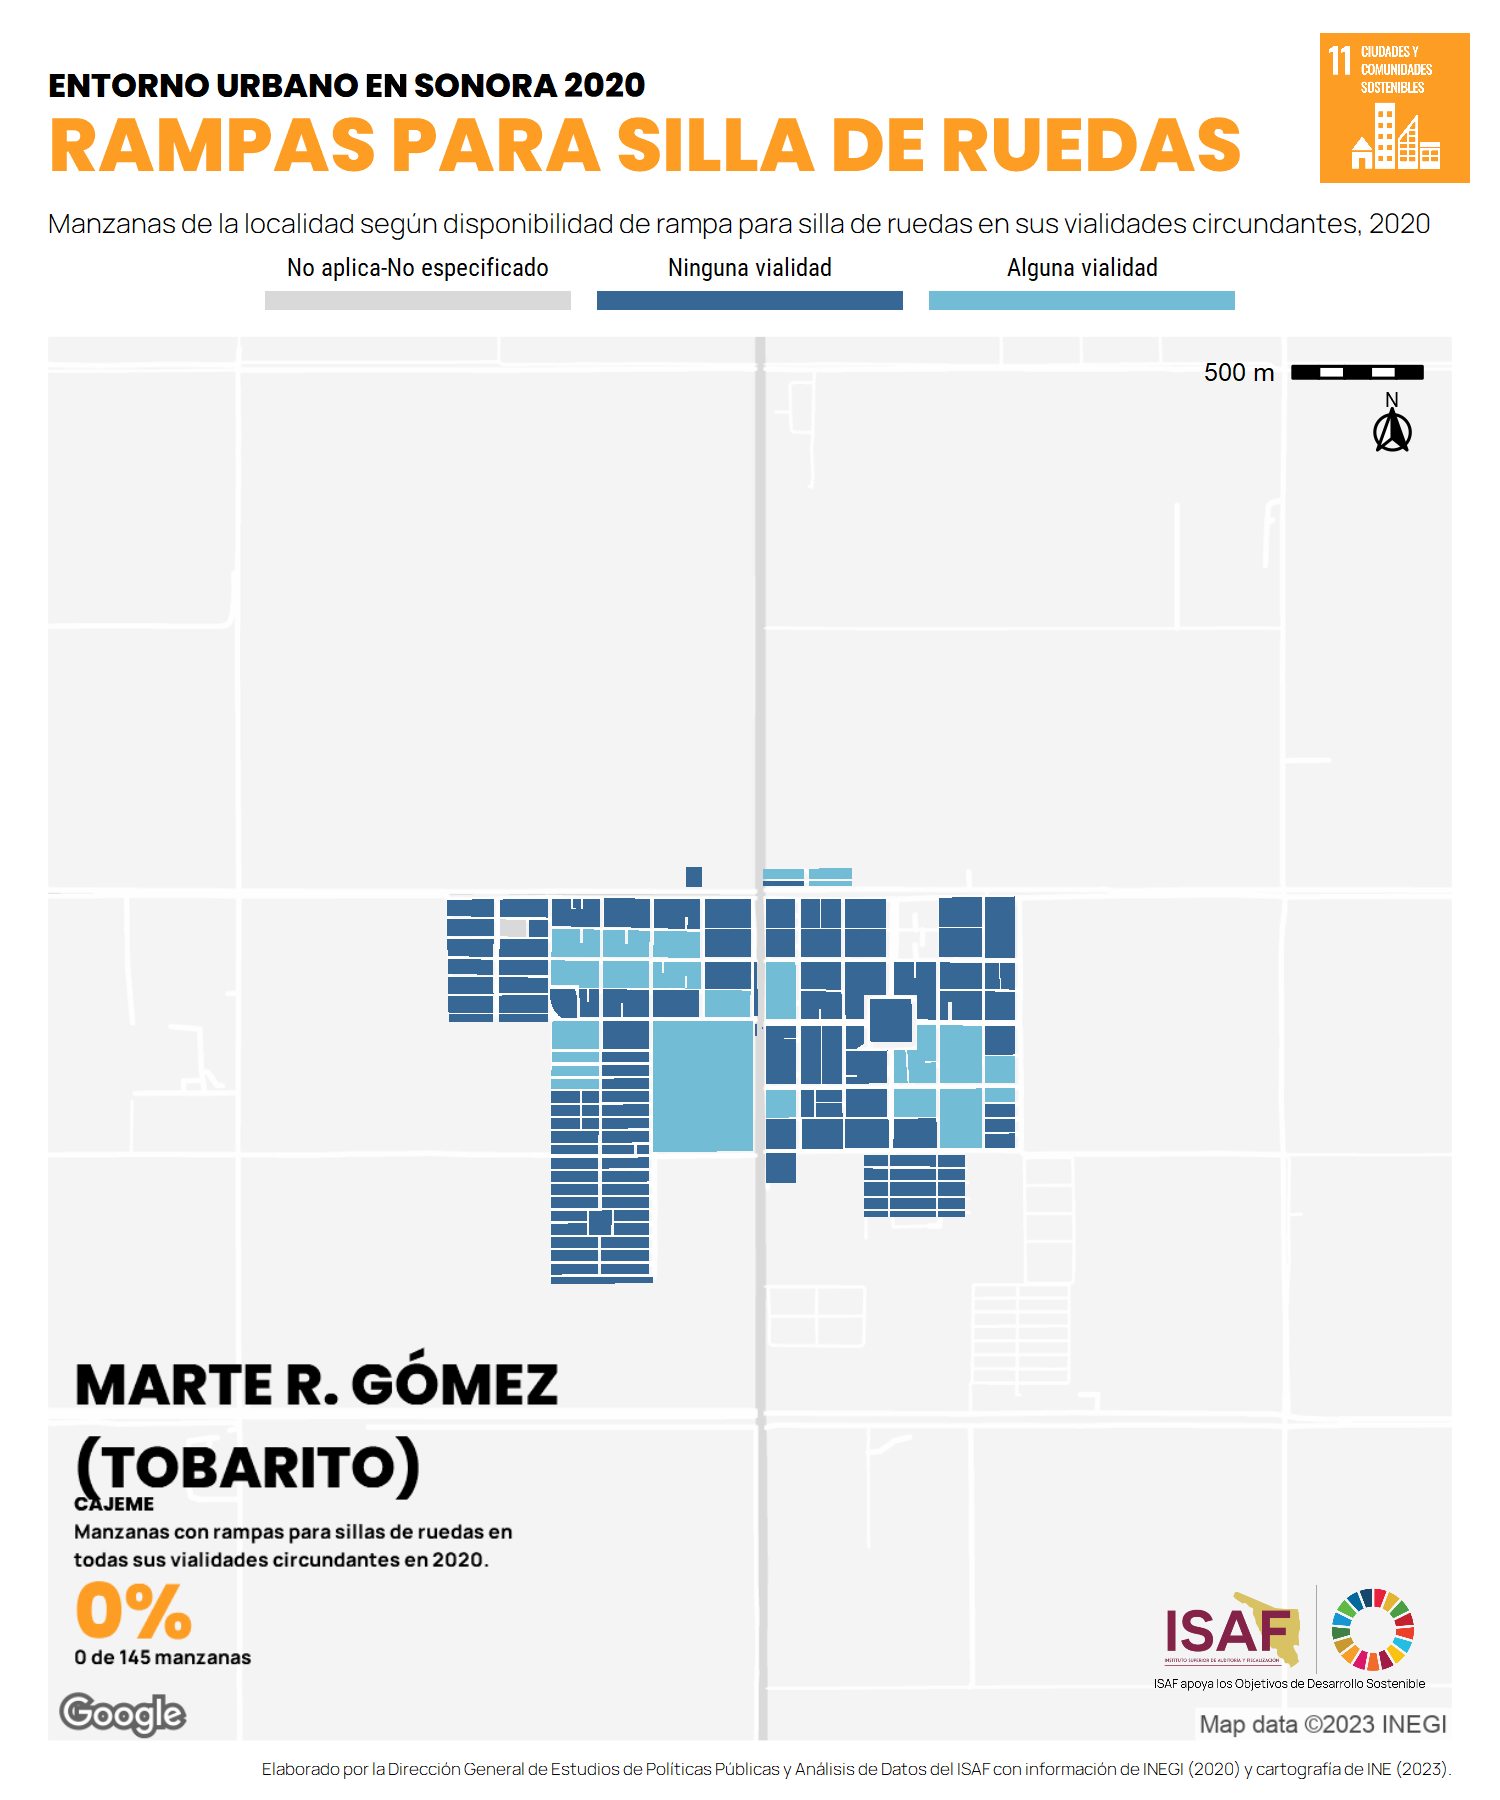 ENTORNO URBANO EN SONORA 2020
RAMPAS PARA SILLA DE RUEDAS
11 CIUDADES Y
COMUNIDADES
SOSTENIBLES
Manzanas de la localidad según disponibilidad de rampa para silla de ruedas en sus vialidades circundantes, 2020
No aplica-No especificado Ninguna vialidad Alguna vialidad
500 m
N
MARTE R. GÓMEZ
(TOBARITO)
CAJEME
Manzanas con rampas para sillas de ruedas en
todas sus vialidades circundantes en 2020.
0%
0 de 145 manzanas
ISAF
INSTITUTO SUPERIOR DE AUDITORÍA Y FISCALIZACIÓN
ISAF apoya los Objetivos de Desarrollo Sostenible
Google
Map data ©2023 INEGI
Elaborado por la Dirección General de Estudios de Políticas Públicas y Análisis de Datos del ISAF con información de INEGI (2020) y cartografía de INE (2023).